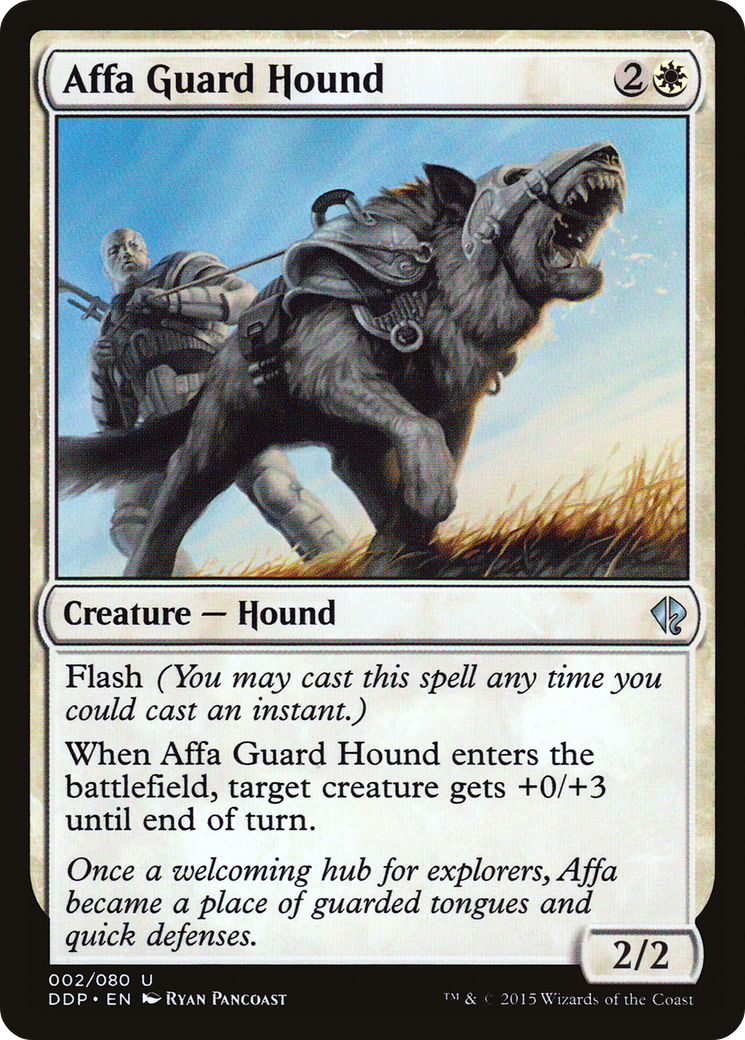 Affa Guard Hound 2
Creature — Hound
Flash (You may cast this spell any time you
could cast an instant.)
When Affa Guard Hound enters the
battlefield, target creature gets +0/+3
until end of turn.
Once a welcoming hub for explorers, Affa
became a place of guarded tongues and
quick defenses.
2/2
002/080 U
DDP • EN Ryan Pancoast
™ & © 2015 Wizards of the Coast